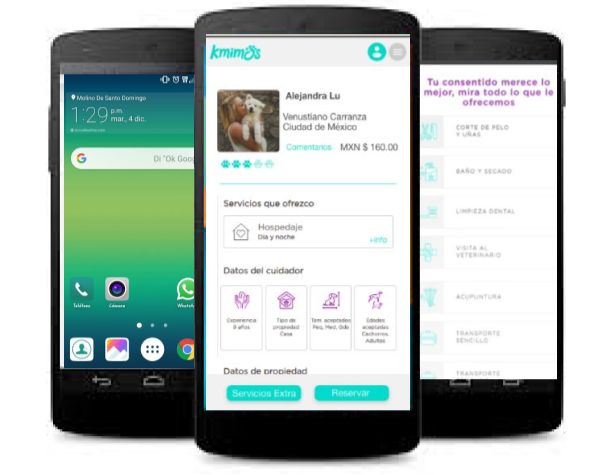 Molino De Santo Domingo
1:29 p.m.
mar., 4 dic.
G
Di "Ok Goog
Teléfono
Cámara
WhatsA
kmimos
Alejandra Lu
Venustiano Carranza
Ciudad de México
Comentarios MXN $ 160.00
Servicios que ofrezco
Hospedaje
Día y noche
+info
Datos del cuidador
Experiencia
9 años
Tipo de
propiedad
Casa
Tam. aceptados
Peq, Med, Gde
Edades
aceptadas
Cachorros,
Adultos
Datos de propiedad
Servicios Extra
Reservar
Tu consentido merece lo
mejor, mira todo lo que le
ofrecemos
CORTE DE PELO
Y UÑAS
BAÑO Y SECADO
LIMPIEZA DENTAL
VISITA AL
VETERINARIO
ACUPUNTURA
TRANSPORTE
SENCILLO
TRANSPORTE